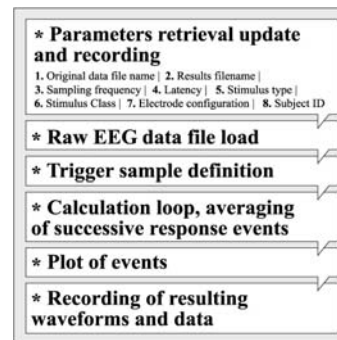 * Parameters retrieval update
and recording
1. Original data file name | 2. Results filename |
3. Sampling frequency | 4. Latency | 5. Stimulus type |
6. Stimulus Class | 7. Electrode configuration | 8. Subject ID
* Raw EEG data file load
* Trigger sample definition
* Calculation loop, averaging
of successive response events
* Plot of events
* Recording of resulting
waveforms and data